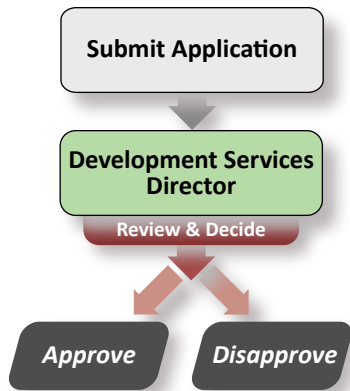 Submit Application
Development Services
Director
Review & Decide
Approve
Disapprove